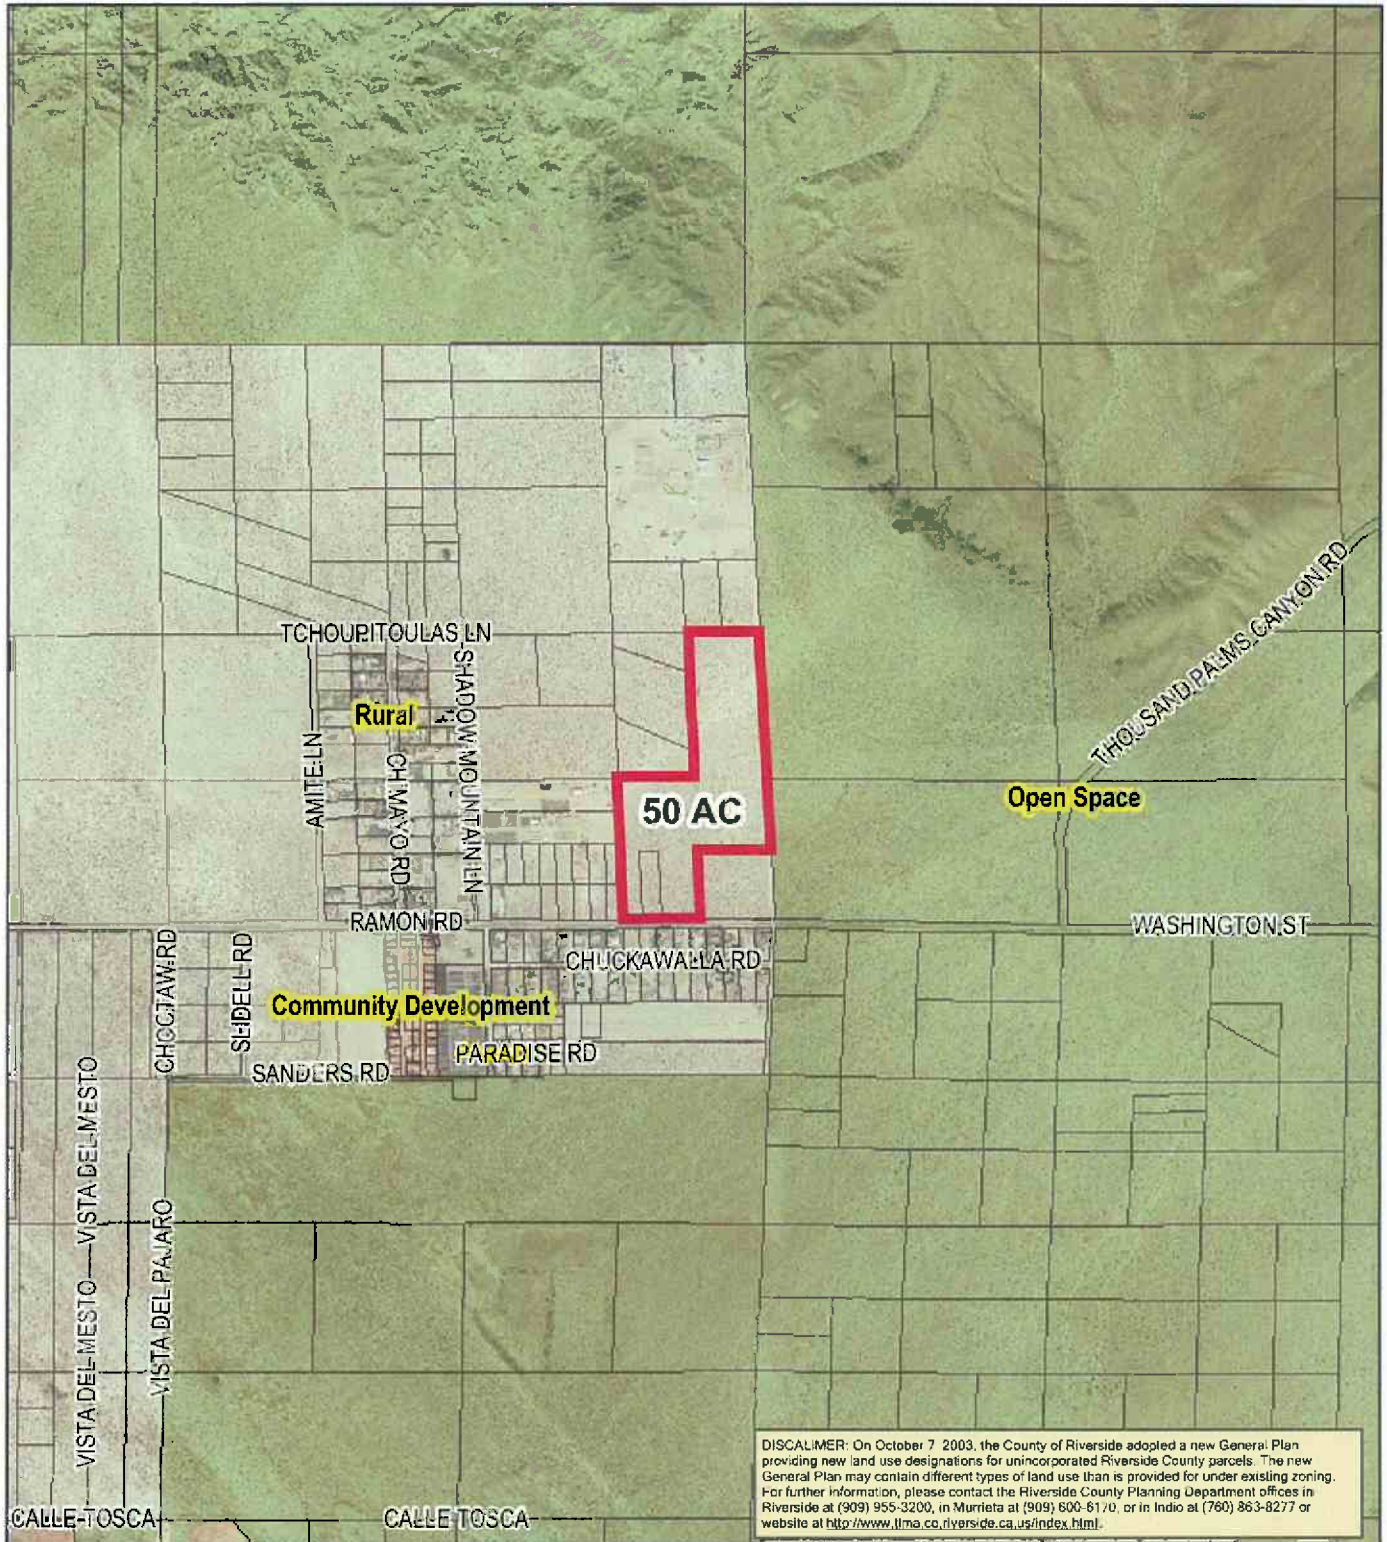 TCHOUPITOULAS LN
THOUSAND PALMS CANYON RD
SHADOW MOUNTAIN LN
Rural
AMITE LN
CH MAYO RD
50 AC
Open Space
RAMON RD
WASHINGTON ST
CHOCTAW RD
SLIDELL RD
CHUCKAWALLA RD
Community Development
PARADISE RD
SANDERS RD
VISTA DEL MESTO
VISTA DEL MESTO
VISTA DEL PAJARO
DISCALIMER: On October 7 2003, the County of Riverside adopted a new General Plan
providing new land use designations for unincorporated Riverside County parcels. The new
General Plan may contain different types of land use than is provided for under existing zoning.
For further information, please contact the Riverside County Planning Department offices in
Riverside at (909) 955-3200, in Murrieta at (909) 600-6170, or in Indio at (760) 863-8277 or
website at http://www.tlma.co.riverside.ca.us/index.html.
CALLE TOSCA
CALLE TOSCA